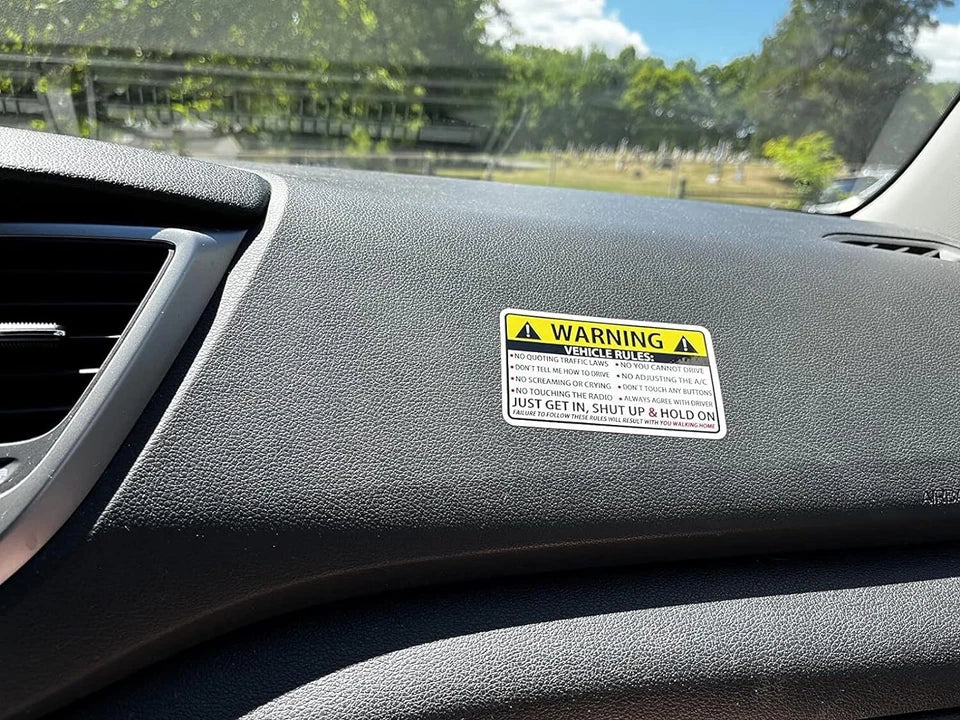 WARNING
VEHICLE RULES:
•NO QUOTING TRAFFIC LAWS •NO YOU CANNOT DRIVE
•DON'T TELL ME HOW TO DRIVE •NO ADJUSTING THE A/C
•NO SCREAMING OR CRYING •DON'T TOUCH ANY BUTTONS
•NO TOUCHING THE RADIO •ALWAYS AGREE WITH DRIVER
JUST GET IN, SHUT UP & HOLD ON
FAILURE TO FOLLOW THESE RULES WILL RESULT WITH YOU WALKING HOME